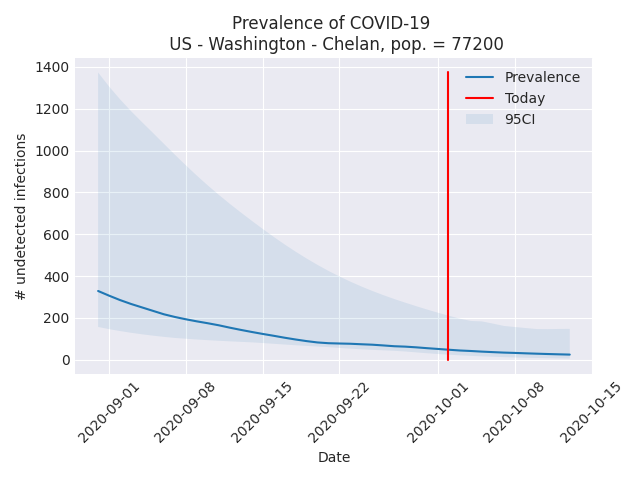 Prevalence of COVID-19
US - Washington - Chelan, pop. = 77200
1400
1200
1000
800
600
400
200
0
# undetected infections
Prevalence
Today
95CI
2020-09-01
2020-09-08
2020-09-15
2020-09-22
2020-10-01
2020-10-08
2020-10-15
Date